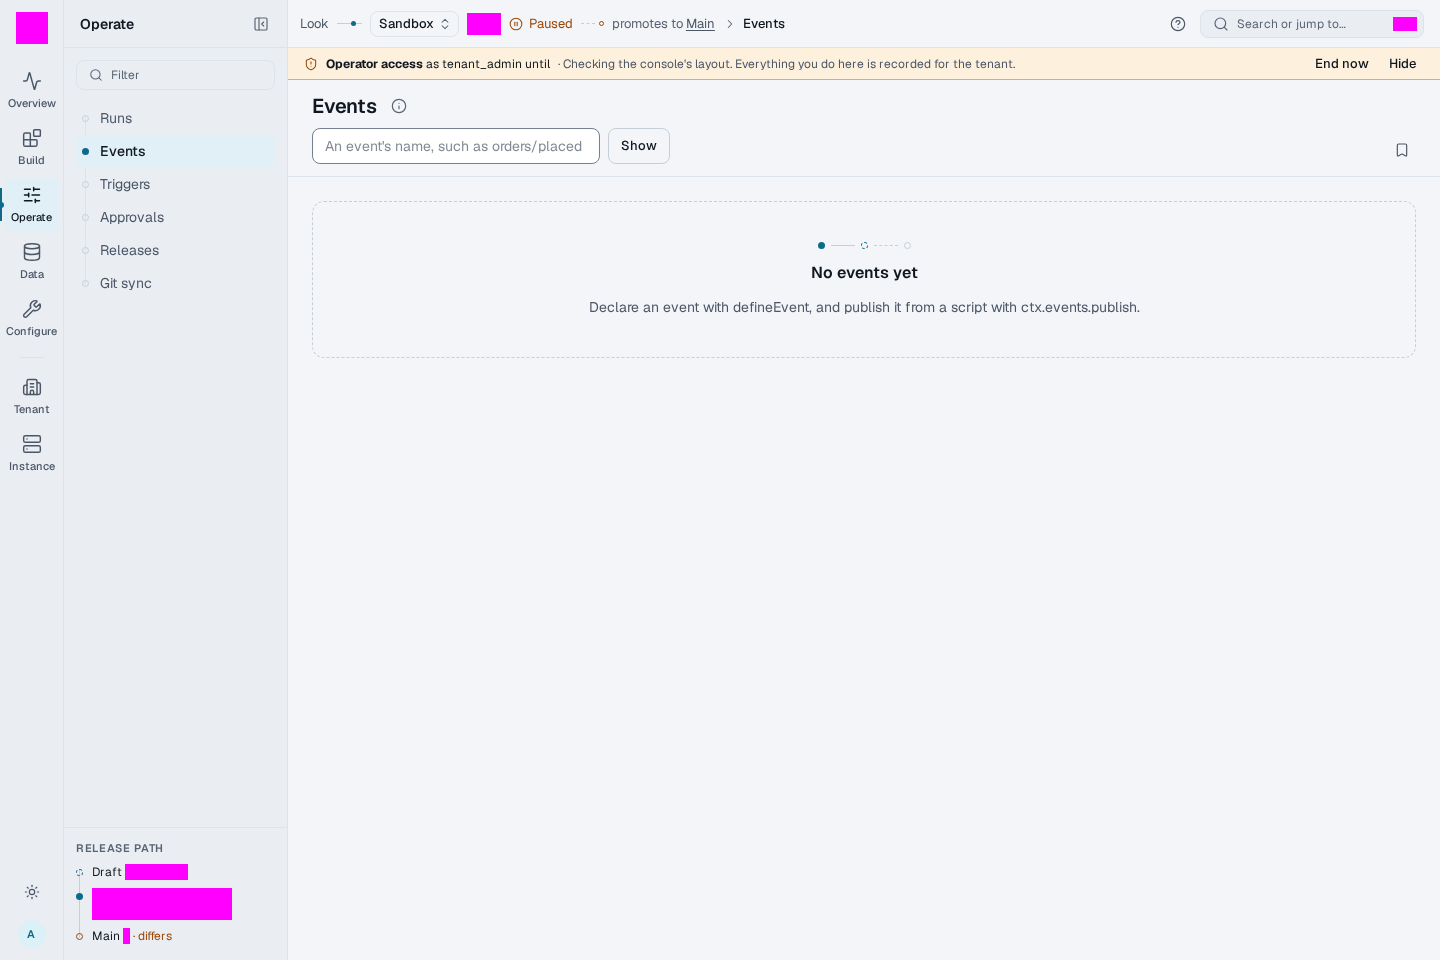 Operate
Look
Sandbox
Paused
promotes to Main
Events
Search or jump to…
Operator access as tenant_admin until · Checking the console's layout. Everything you do here is recorded for the tenant.
End now
Hide
Filter
Overview
Build
Operate
Data
Configure
Tenant
Instance
Runs
Events
Triggers
Approvals
Releases
Git sync
Events
An event's name, such as orders/placed
Show
No events yet
Declare an event with defineEvent, and publish it from a script with ctx.events.publish.
RELEASE PATH
Draft
Main · differs
A